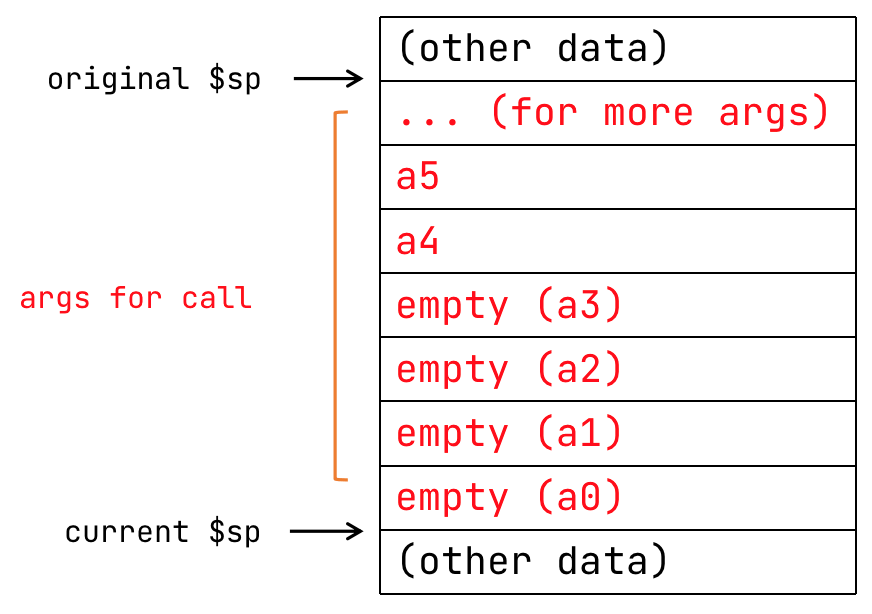 (other data)
original $sp
... (for more args)
a5
a4
args for call
empty (a3)
empty (a2)
empty (a1)
empty (a0)
current $sp
(other data)